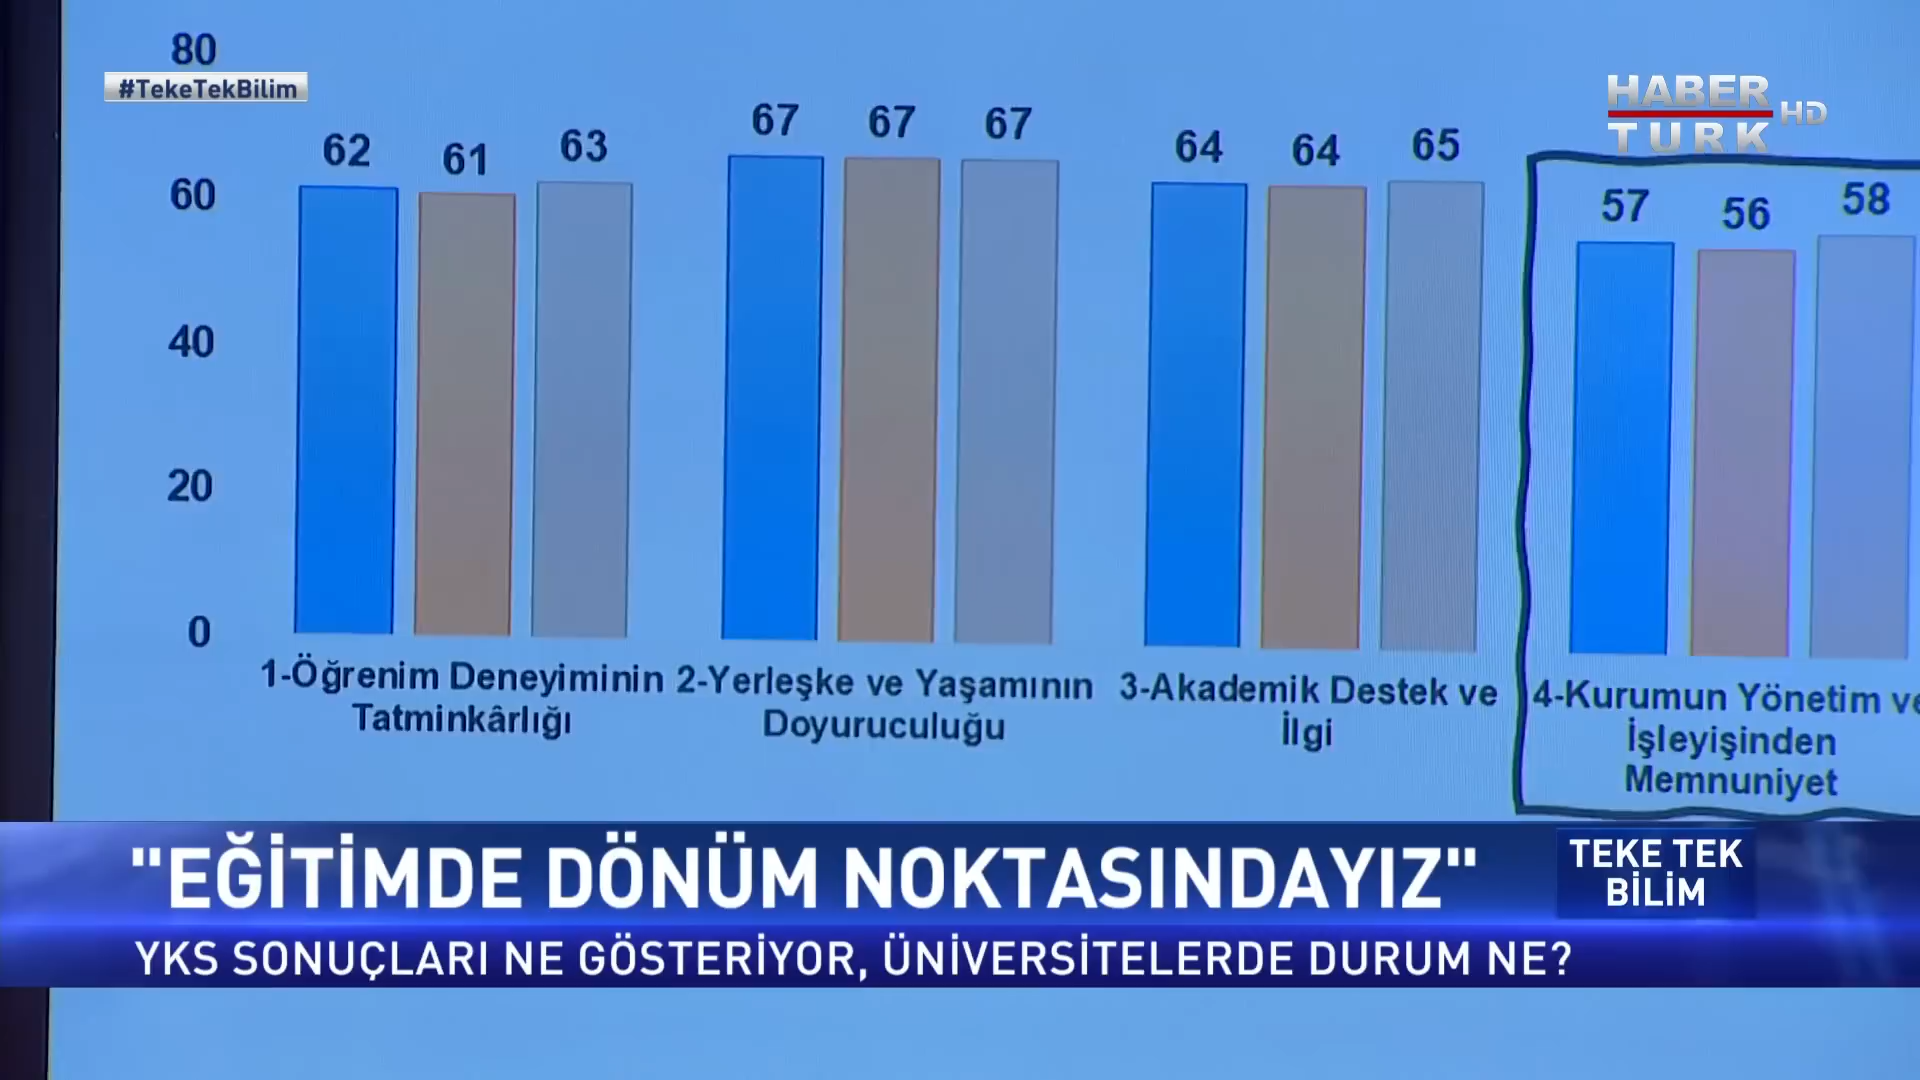 80
#TekeTekBilim
HABER
TURK HD
62 61 63 67 67 67 64 64 65 57 56 58
60
40
20
0
1-Öğrenim Deneyiminin
Tatminkârlığı
2-Yerleşke ve Yaşamının
Doyuruculuğu
3-Akademik Destek ve
İlgi
4-Kurumun Yönetim ve
İşleyişinden
Memnuniyet
"EĞİTİMDE DÖNÜM NOKTASINDAYIZ"
TEKE TEK
BİLİM
YKS SONUÇLARI NE GÖSTERİYOR, ÜNİVERSİTELERDE DURUM NE?